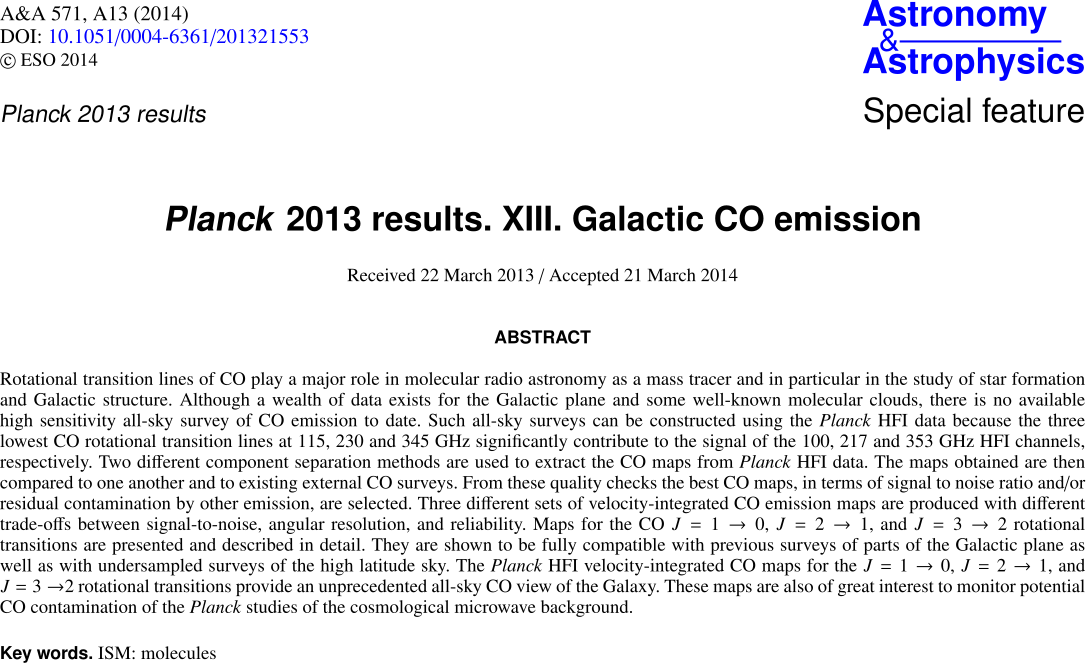 A&A 571, A13 (2014)
DOI: 10.1051/0004-6361/201321553
© ESO 2014
Astronomy
&
Astrophysics
Planck 2013 results
Special feature
Planck 2013 results. XIII. Galactic CO emission
Received 22 March 2013 / Accepted 21 March 2014
ABSTRACT
Rotational transition lines of CO play a major role in molecular radio astronomy as a mass tracer and in particular in the study of star formation
and Galactic structure. Although a wealth of data exists for the Galactic plane and some well-known molecular clouds, there is no available
high sensitivity all-sky survey of CO emission to date. Such all-sky surveys can be constructed using the Planck HFI data because the three
lowest CO rotational transition lines at 115, 230 and 345 GHz significantly contribute to the signal of the 100, 217 and 353 GHz HFI channels,
respectively. Two different component separation methods are used to extract the CO maps from Planck HFI data. The maps obtained are then
compared to one another and to existing external CO surveys. From these quality checks the best CO maps, in terms of signal to noise ratio and/or
residual contamination by other emission, are selected. Three different sets of velocity-integrated CO emission maps are produced with different
trade-offs between signal-to-noise, angular resolution, and reliability. Maps for the CO J = 1 → 0, J = 2 → 1, and J = 3 → 2 rotational
transitions are presented and described in detail. They are shown to be fully compatible with previous surveys of parts of the Galactic plane as
well as with undersampled surveys of the high latitude sky. The Planck HFI velocity-integrated CO maps for the J = 1 → 0, J = 2 → 1, and
J = 3 →2 rotational transitions provide an unprecedented all-sky CO view of the Galaxy. These maps are also of great interest to monitor potential
CO contamination of the Planck studies of the cosmological microwave background.
Key words. ISM: molecules